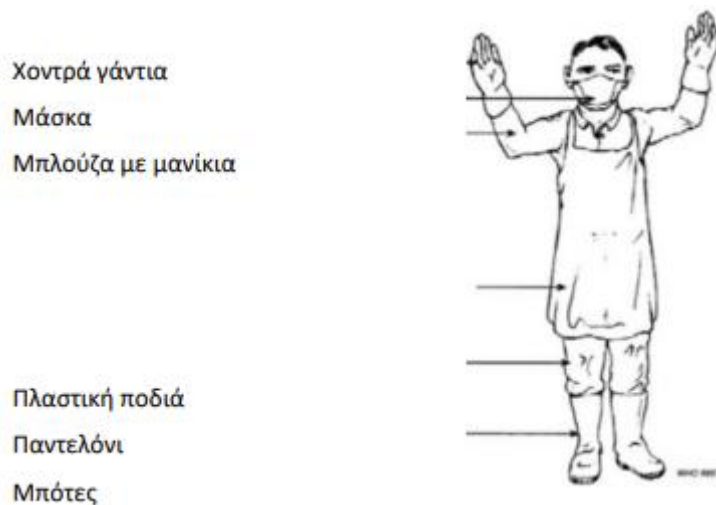 Χοντρά γάντια
Μάσκα
Μπλούζα με μανίκια
Πλαστική ποδιά
Παντελόνι
Μπότες